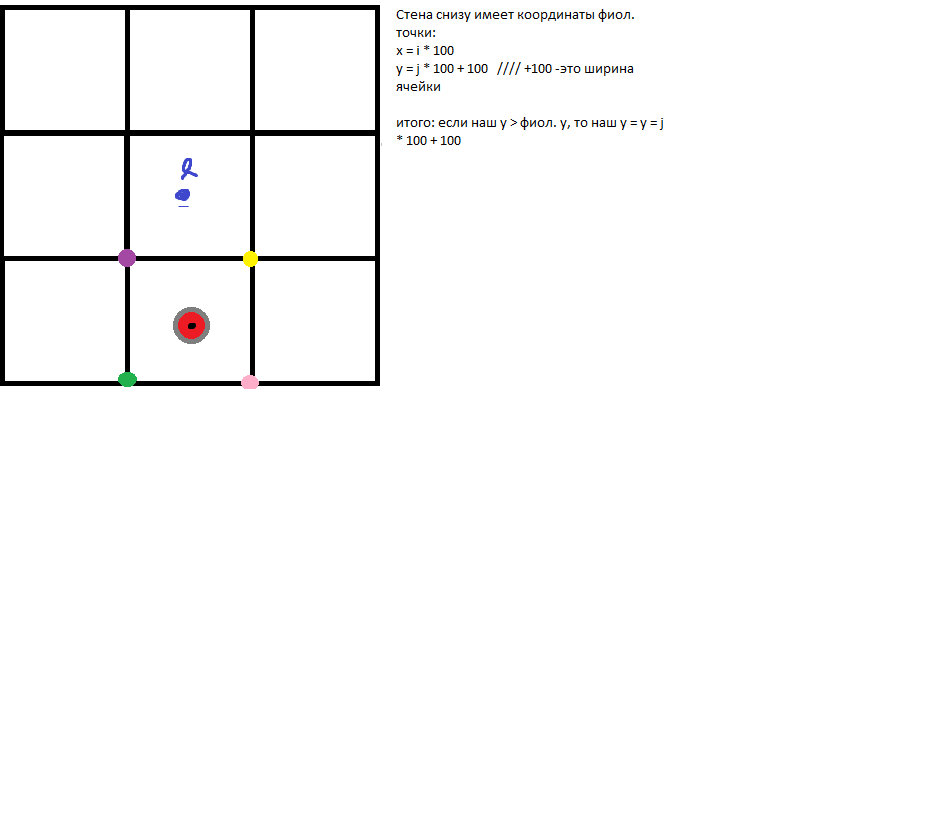 Стена снизу имеет координаты фиол.
точки:
x = i * 100
y = j * 100 + 100   //// +100 -это ширина
ячейки
итого: если наш y > фиол. y, то наш y = y = j
* 100 + 100